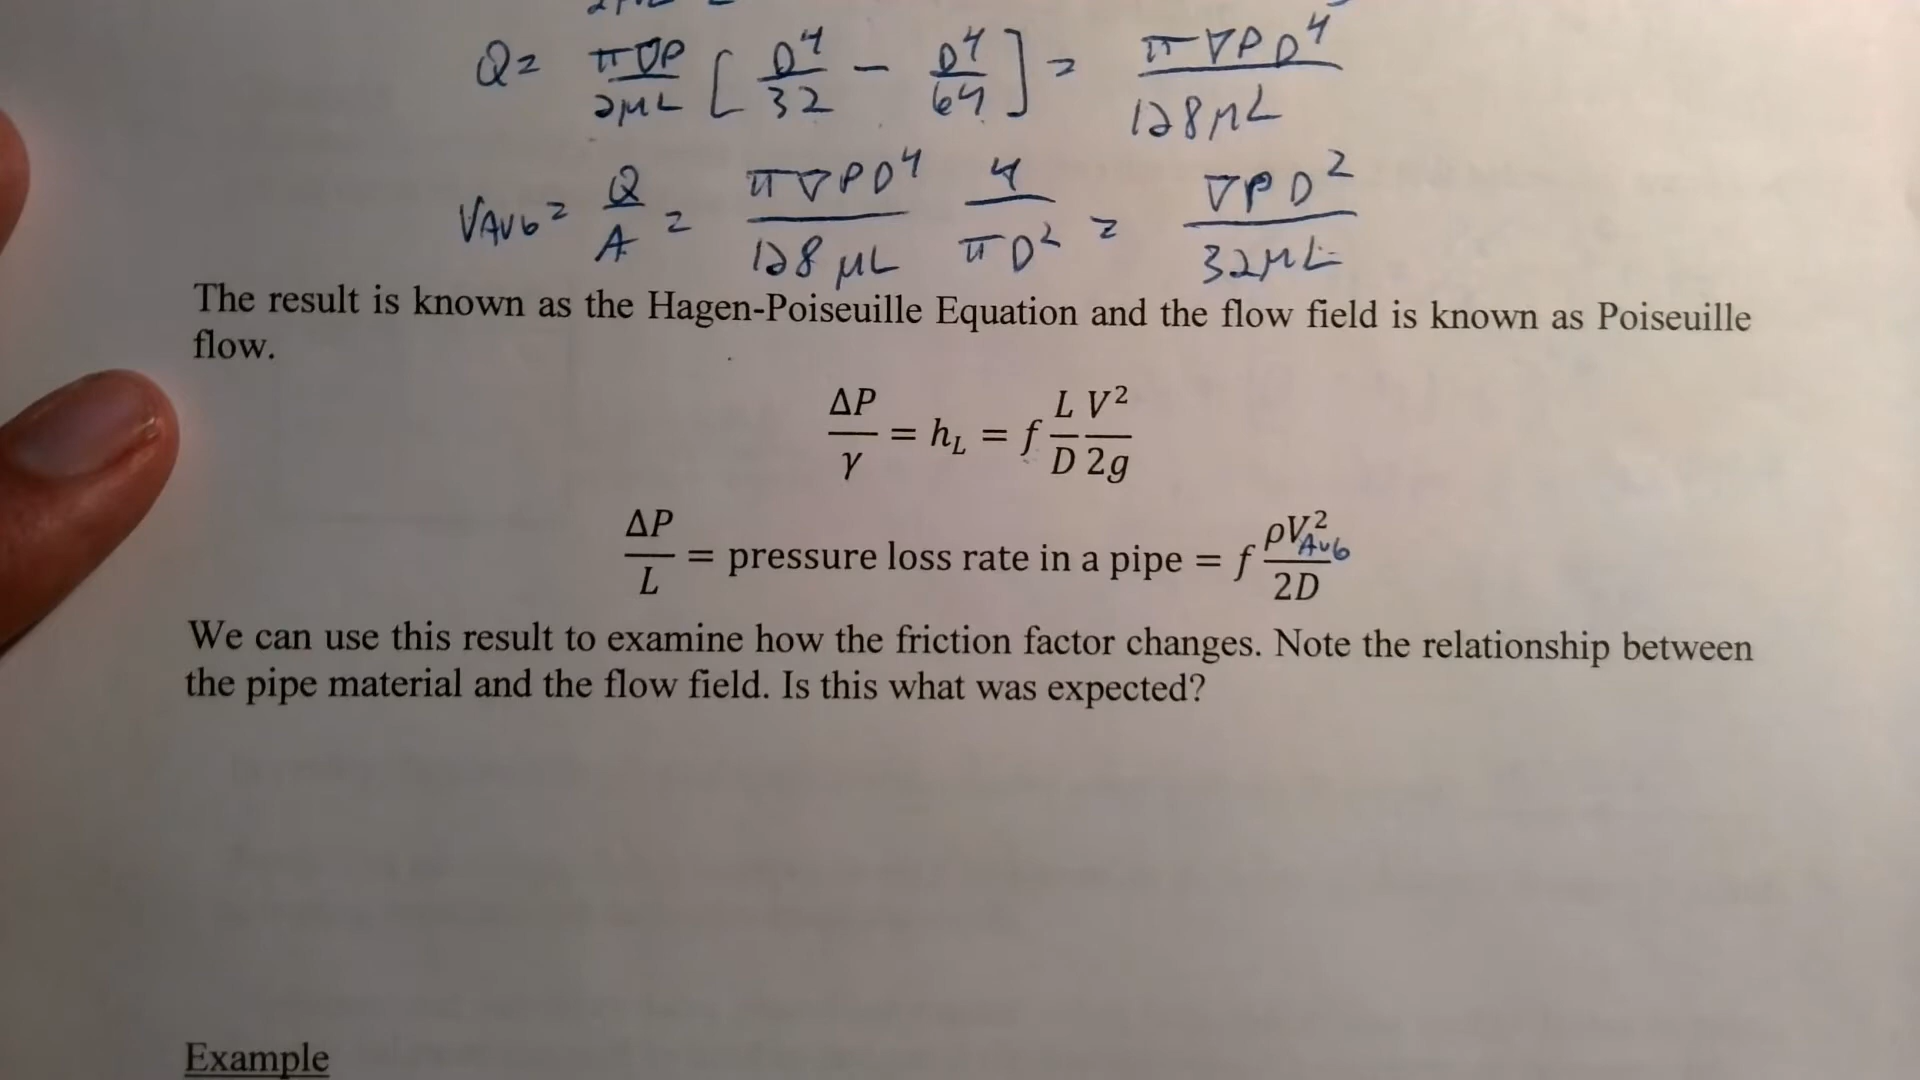 Q = π∇P/2μL [D⁴/32 − D⁴/64] = π∇PD⁴/128μL
VAVG = Q/A = π∇PD⁴/128μL 4/πD² = ∇PD²/32μL
The result is known as the Hagen-Poiseuille Equation and the flow field is known as Poiseuille
flow.
ΔP/γ = h_L = f L/D V²/2g
ΔP/L = pressure loss rate in a pipe = f ρV²AVG/2D
We can use this result to examine how the friction factor changes. Note the relationship between
the pipe material and the flow field. Is this what was expected?
Example